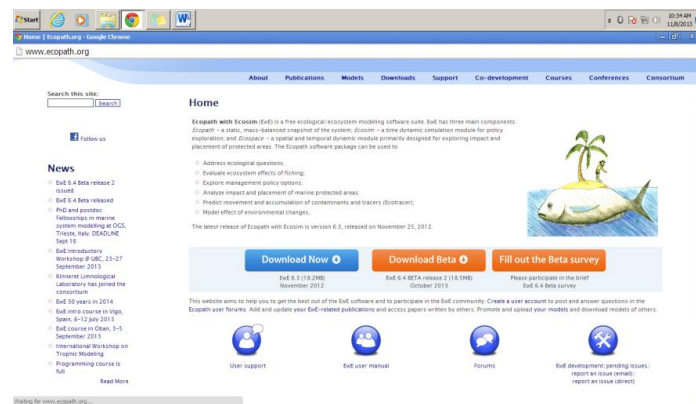 Start
10:34 AM
11/8/2013
Home | Ecopath.org - Google Chrome
www.ecopath.org
About Publications Models Downloads Support Co-development Courses Conferences Consortium
Search this site:
Search
Follow us
News
EwE 6.4 Beta release 2
issued
EwE 6.4 Beta released
PhD and postdoc
Fellowships in marine
system modelling at OGS,
Trieste, Italy. DEADLINE
Sept 16
EwE Introductory
Workshop @ UBC, 23-27
September 2013
Kinneret Limnological
Laboratory has joined the
consortium
EwE 30 years in 2014
EwE intro course in Vigo,
Spain, 8-12 July 2013
EwE course in Oban, 3-5
September 2013
International Workshop on
Trophic Modeling
Programming course is
full
Read More
Home
Ecopath with Ecosim (EwE) is a free ecological/ecosystem modeling software suite. EwE has three main components:
Ecopath – a static, mass-balanced snapshot of the system; Ecosim – a time dynamic simulation module for policy
exploration; and Ecospace – a spatial and temporal dynamic module primarily designed for exploring impact and
placement of protected areas. The Ecopath software package can be used to:
Address ecological questions;
Evaluate ecosystem effects of fishing;
Explore management policy options;
Analyze impact and placement of marine protected areas;
Predict movement and accumulation of contaminants and tracers (Ecotracer);
Model effect of environmental changes.
The latest release of Ecopath with Ecosim is version 6.3, released on November 25, 2012.
Download Now Download Beta Fill out the Beta survey
EwE 6.3 (18.2MB) EwE 6.4 BETA release 2 (18.5MB) Please participate in the brief
November 2012 October 2013 EwE 6.4 Beta survey
This website aims to help you to get the best out of the EwE software and to participate in the EwE community. Create a user account to post and answer questions in the
Ecopath user forums. Add and update your EwE-related publications and access papers written by others. Promote and upload your models and download models of others.
User support EwE user manual Forums EwE development/pending issues/
report an issue (email)/
report an issue (direct)
Waiting for www.ecopath.org...